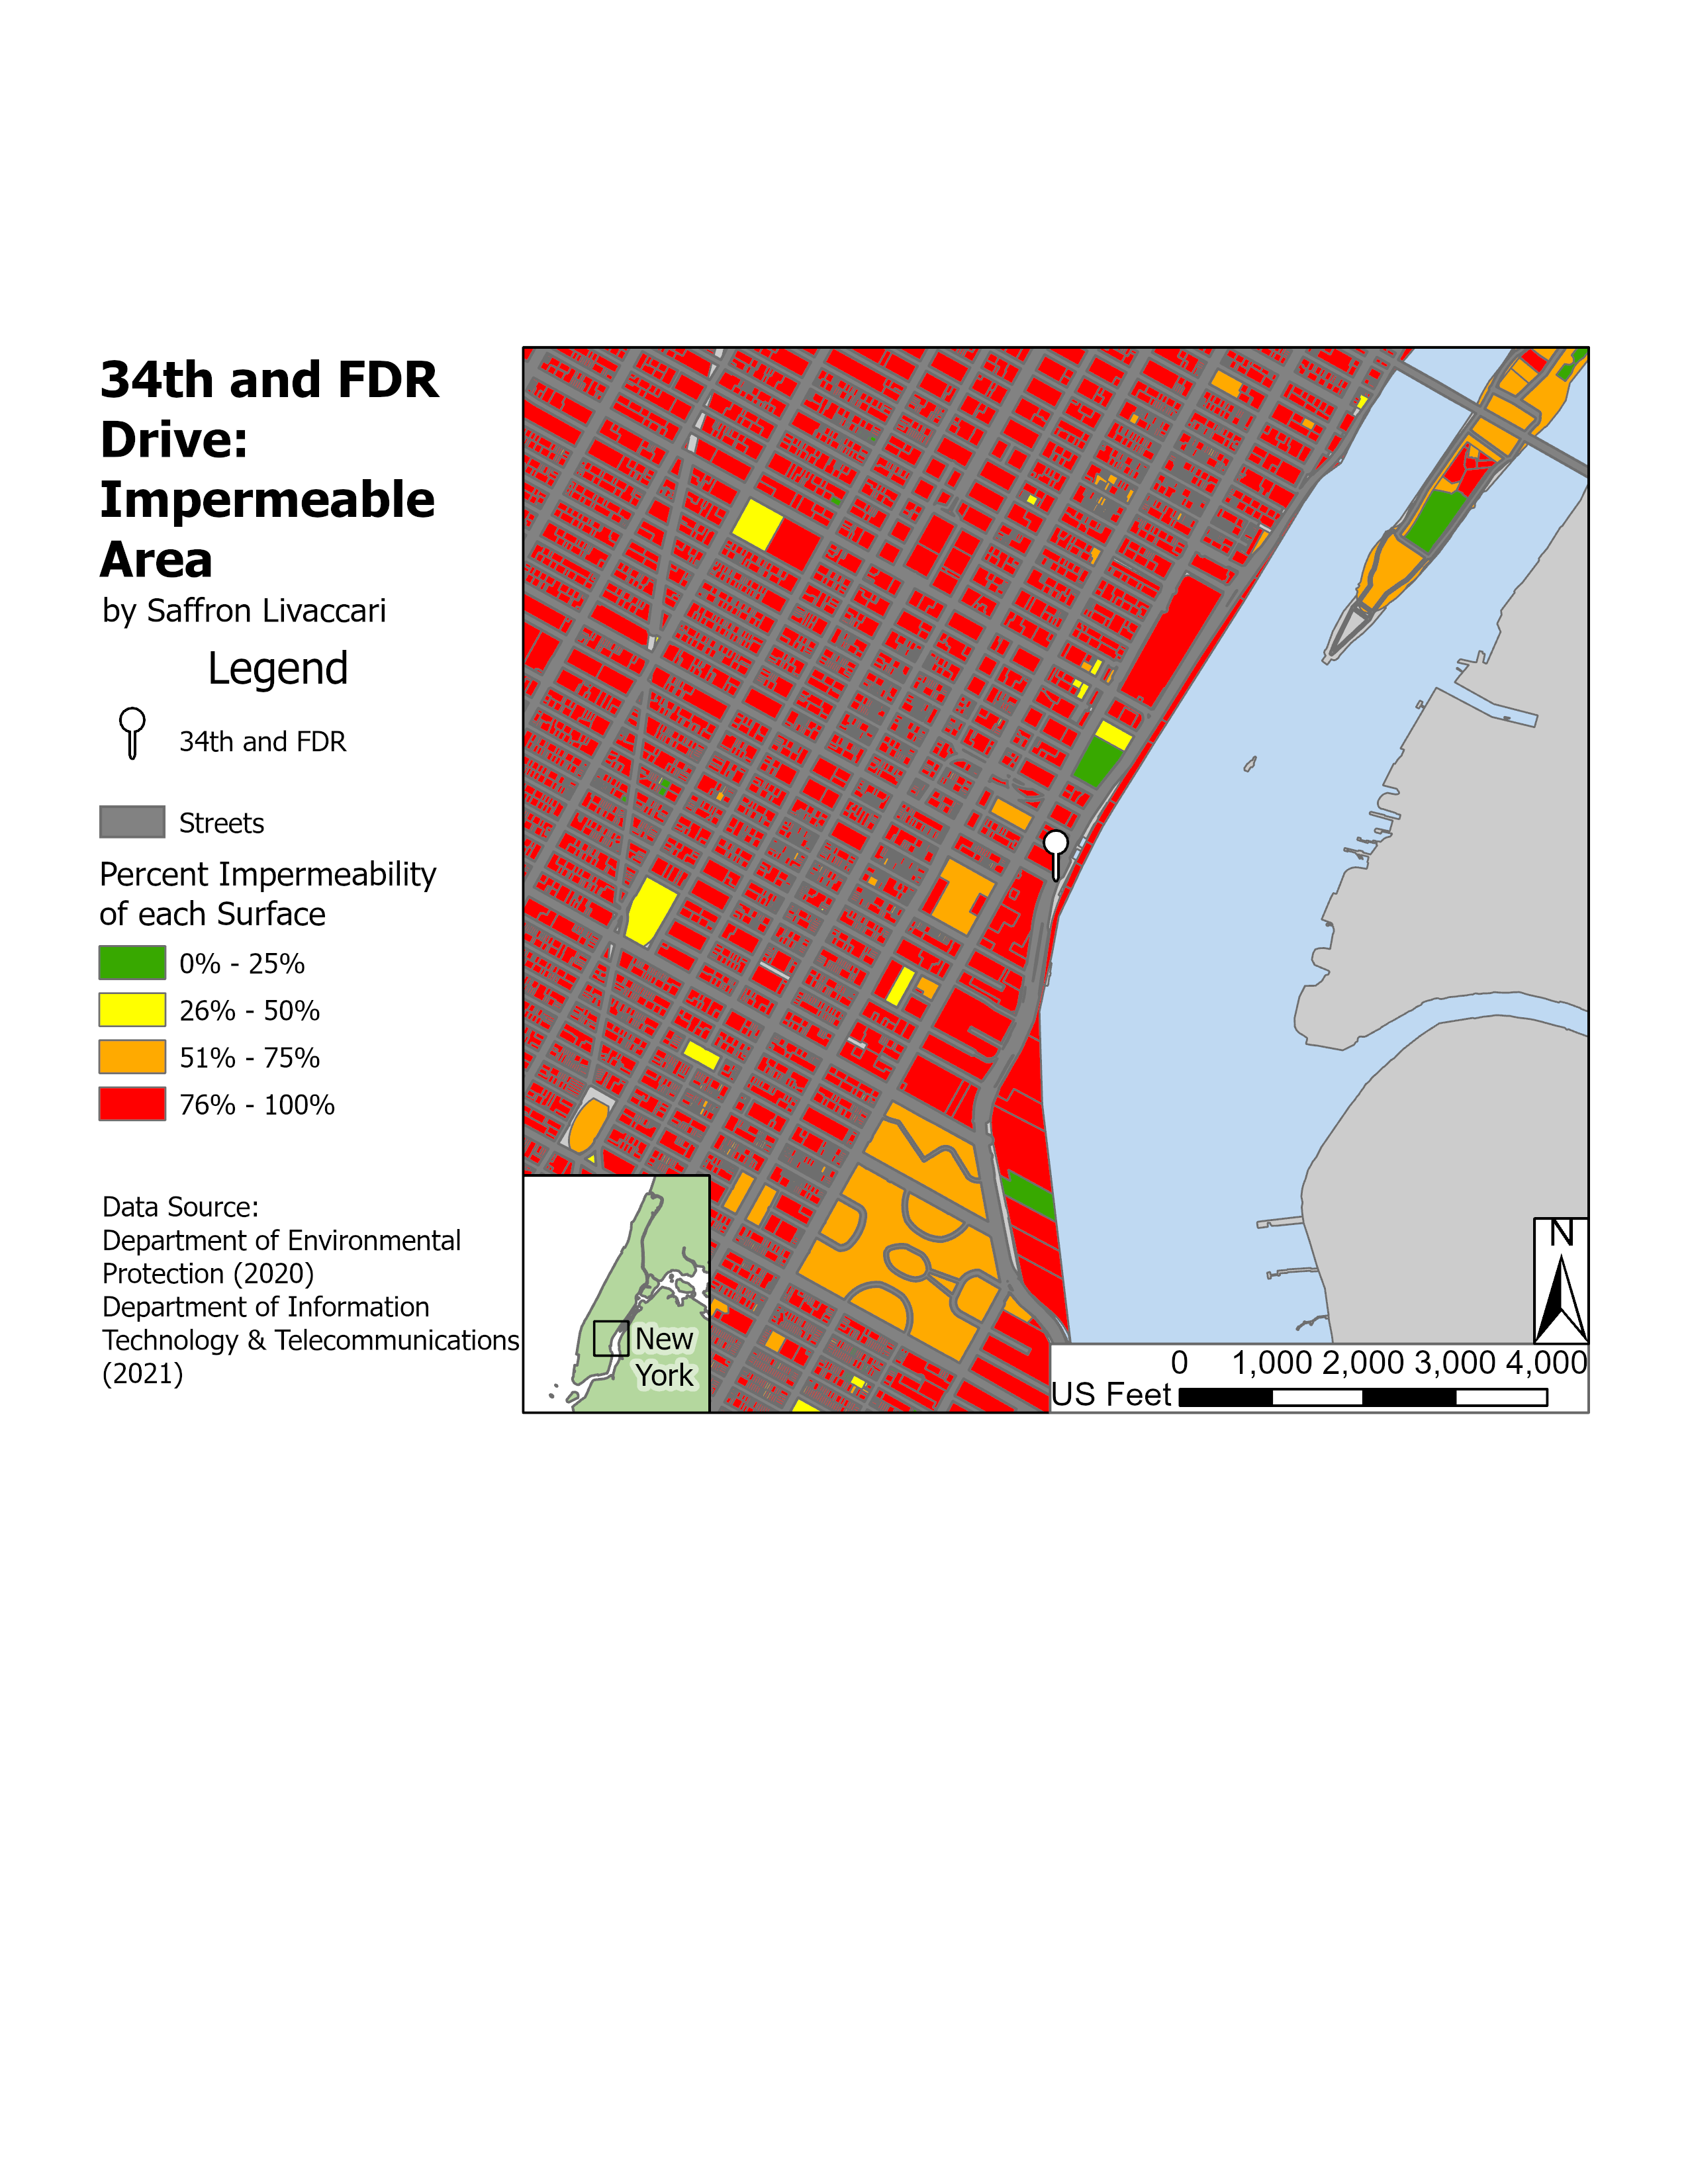 34th and FDR
Drive:
Impermeable
Area
by Saffron Livaccari
Legend
34th and FDR
Streets
Percent Impermeability
of each Surface
0% - 25%
26% - 50%
51% - 75%
76% - 100%
Data Source:
Department of Environmental
Protection (2020)
Department of Information
Technology & Telecommunications
(2021)
New
York
N
0 1,000 2,000 3,000 4,000
US Feet